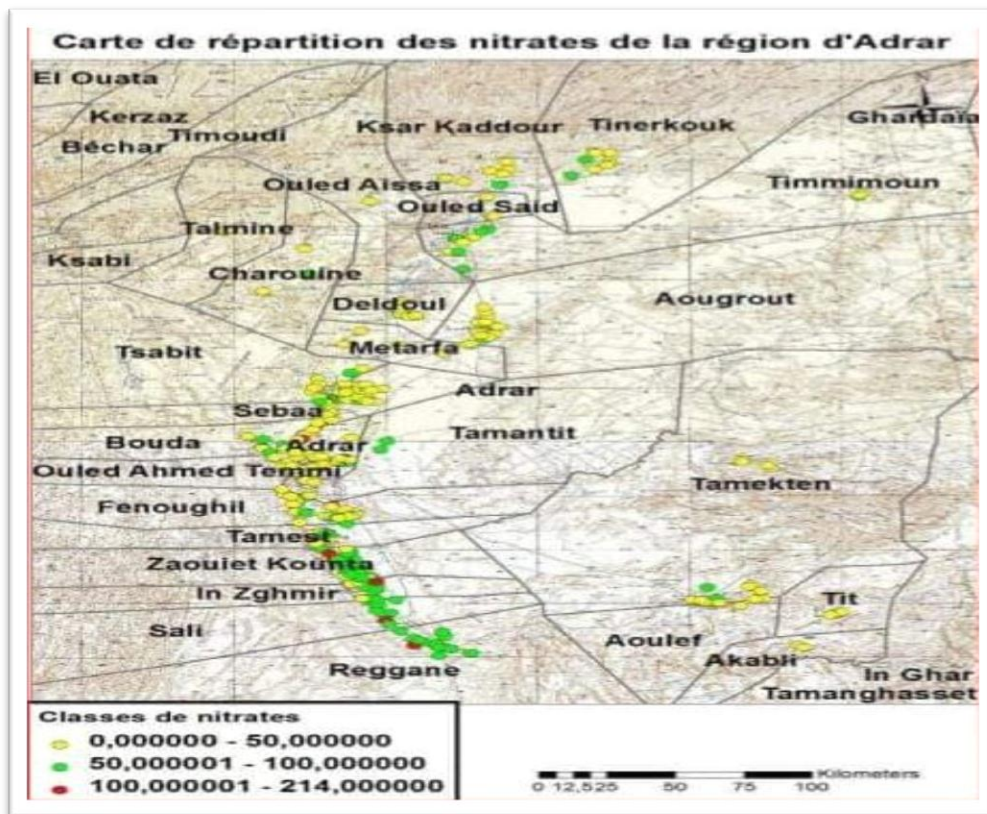 Carte de répartition des nitrates de la région d'Adrar
El Ouata
Kerzaz
Timoudi
Béchar
Ksar Kaddour
Tinerkouk
Ghardaïa
Ouled Aissa
Timmimoun
Ouled Said
Talmine
Ksabi
Charouine
Deldoul
Aougrout
Tsabit
Metarfa
Adrar
Sebaa
Bouda
Adrar
Tamantit
Ouled Ahmed Temmi
Tamekten
Fenoughil
Tamest
Zaouiet Kounta
In Zghmir
Tit
Sali
Aoulef
Akabli
Reggane
In Ghar
Tamanghasset
Classes de nitrates
0,000000 - 50,000000
50,000001 - 100,000000
100,000001 - 214,000000
Kilometers
0 12,525 50 75 100